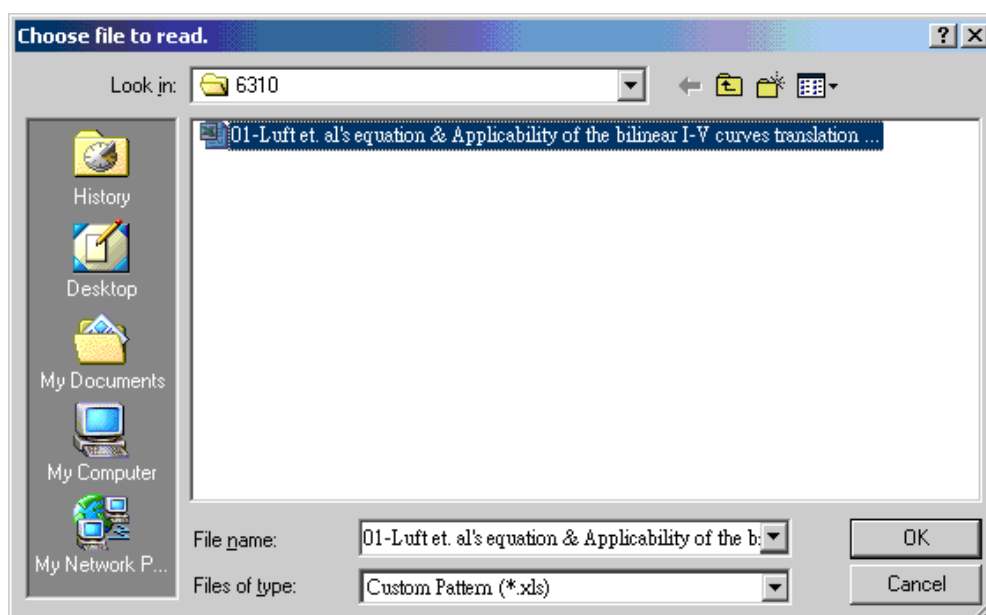 Choose file to read.
Look in:
6310
01-Luft et. al's equation & Applicability of the bilinear I-V curves translation ...
History
Desktop
My Documents
My Computer
My Network P...
File name:
01-Luft et. al's equation & Applicability of the b
OK
Files of type:
Custom Pattern (*.xls)
Cancel